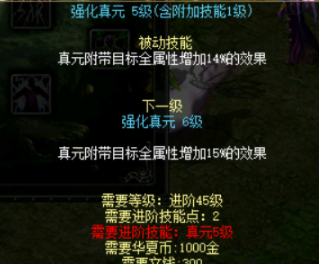 强化真元 5级(含附加技能1级)
被动技能
真元附带目标全属性增加14%的效果
下一级
强化真元 6级
真元附带目标全属性增加15%的效果
需要等级: 进阶45级
需要进阶技能点: 2
需要进阶技能: 真元5级
需要华夏币:1000金
需要文钱:300